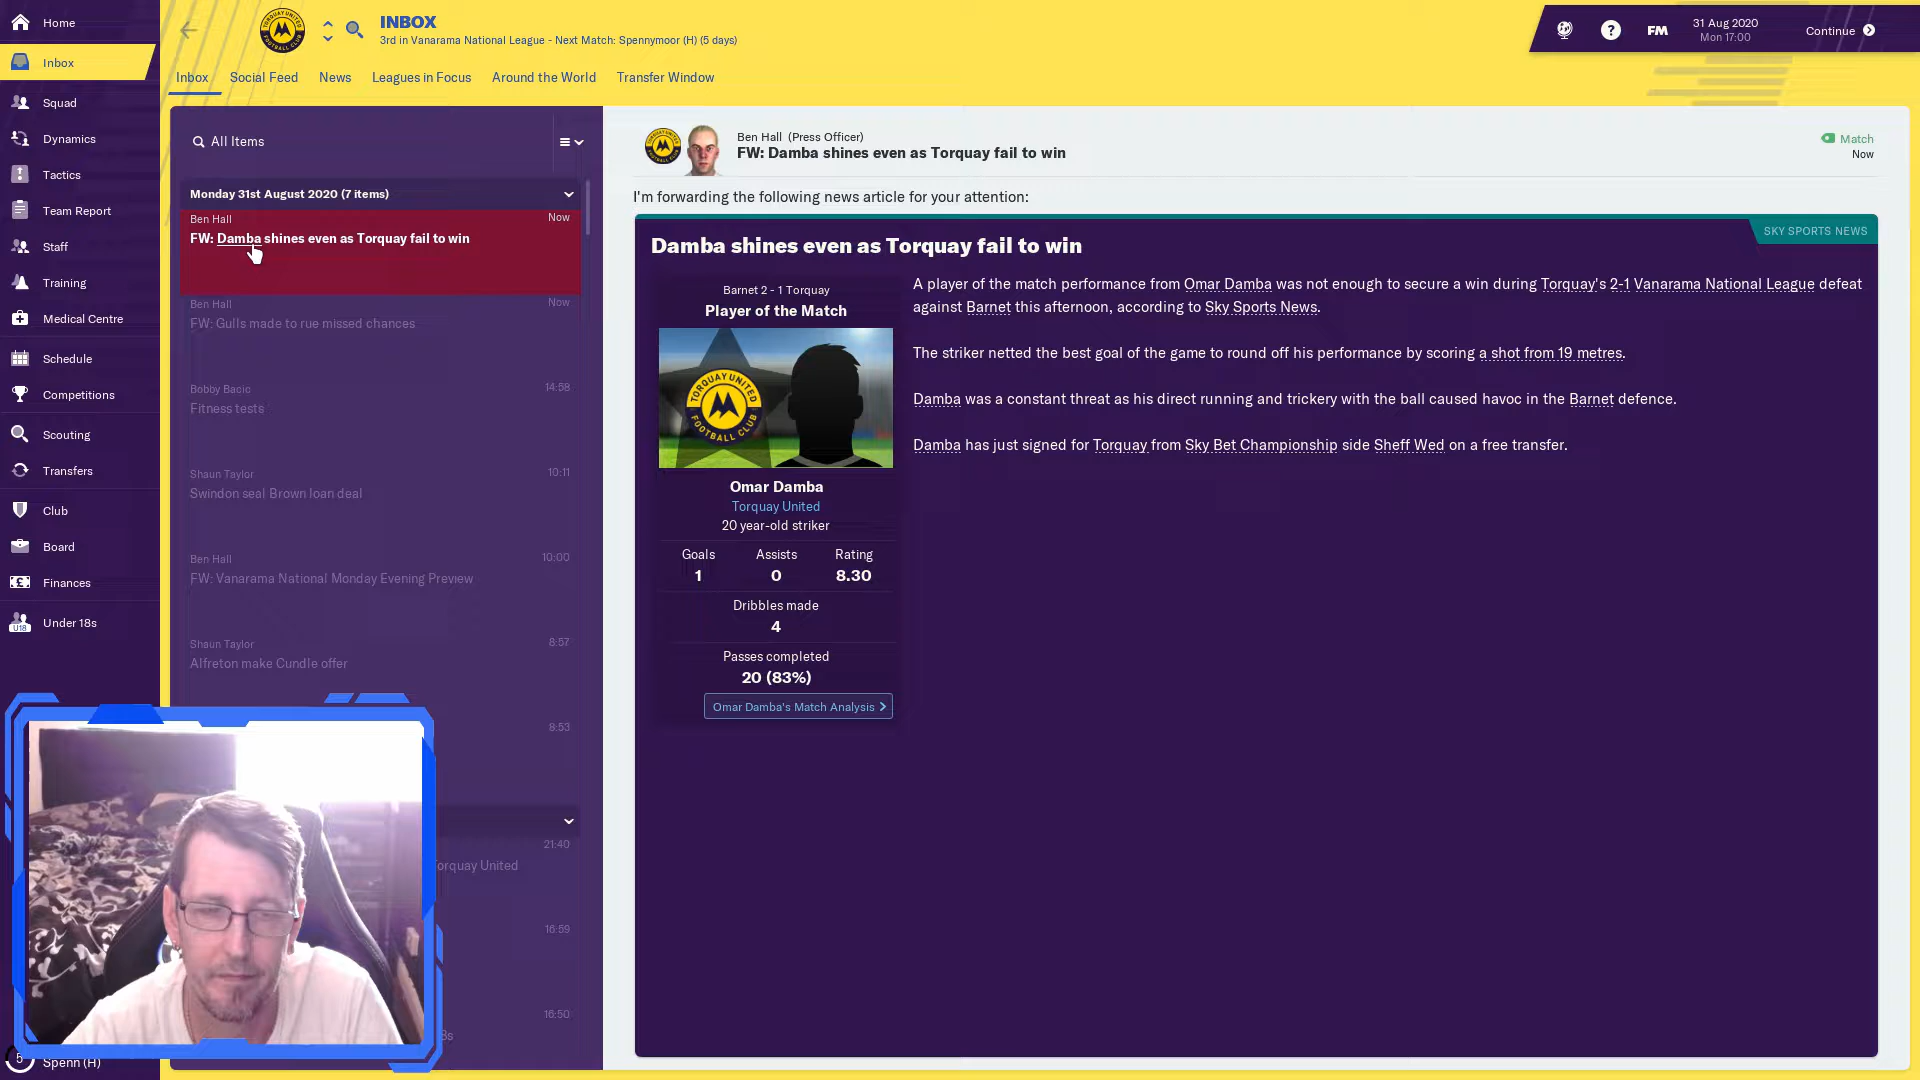 Home
Inbox
Squad
Dynamics
Tactics
Team Report
Staff
Training
Medical Centre
Schedule
Competitions
Scouting
Transfers
Club
Board
Finances
U18
Under 18s
5
Spenn (H)
INBOX
3rd in Vanarama National League - Next Match: Spennymoor (H) (5 days)
Inbox Social Feed News Leagues in Focus Around the World Transfer Window
FM
31 Aug 2020
Mon 17:00
Continue
All Items
Monday 31st August 2020 (7 items)
Ben Hall Now
FW: Damba shines even as Torquay fail to win
Ben Hall Now
FW: Gulls made to rue missed chances
Bobby Bacic 14:58
Fitness tests
Shaun Taylor 10:11
Swindon seal Brown loan deal
Ben Hall 10:00
FW: Vanarama National Monday Evening Preview
Shaun Taylor 8:57
Alfreton make Cundle offer
8:53
21:40
Torquay United
16:59
16:50
8s
Ben Hall (Press Officer)
FW: Damba shines even as Torquay fail to win
Match
Now
I'm forwarding the following news article for your attention:
SKY SPORTS NEWS
Damba shines even as Torquay fail to win
Barnet 2 - 1 Torquay
Player of the Match
TORQUAY UNITED
FOOTBALL CLUB
Omar Damba
Torquay United
20 year-old striker
Goals Assists Rating
1 0 8.30
Dribbles made
4
Passes completed
20 (83%)
Omar Damba's Match Analysis
A player of the match performance from Omar Damba was not enough to secure a win during Torquay's 2-1 Vanarama National League defeat
against Barnet this afternoon, according to Sky Sports News.
The striker netted the best goal of the game to round off his performance by scoring a shot from 19 metres.
Damba was a constant threat as his direct running and trickery with the ball caused havoc in the Barnet defence.
Damba has just signed for Torquay from Sky Bet Championship side Sheff Wed on a free transfer.